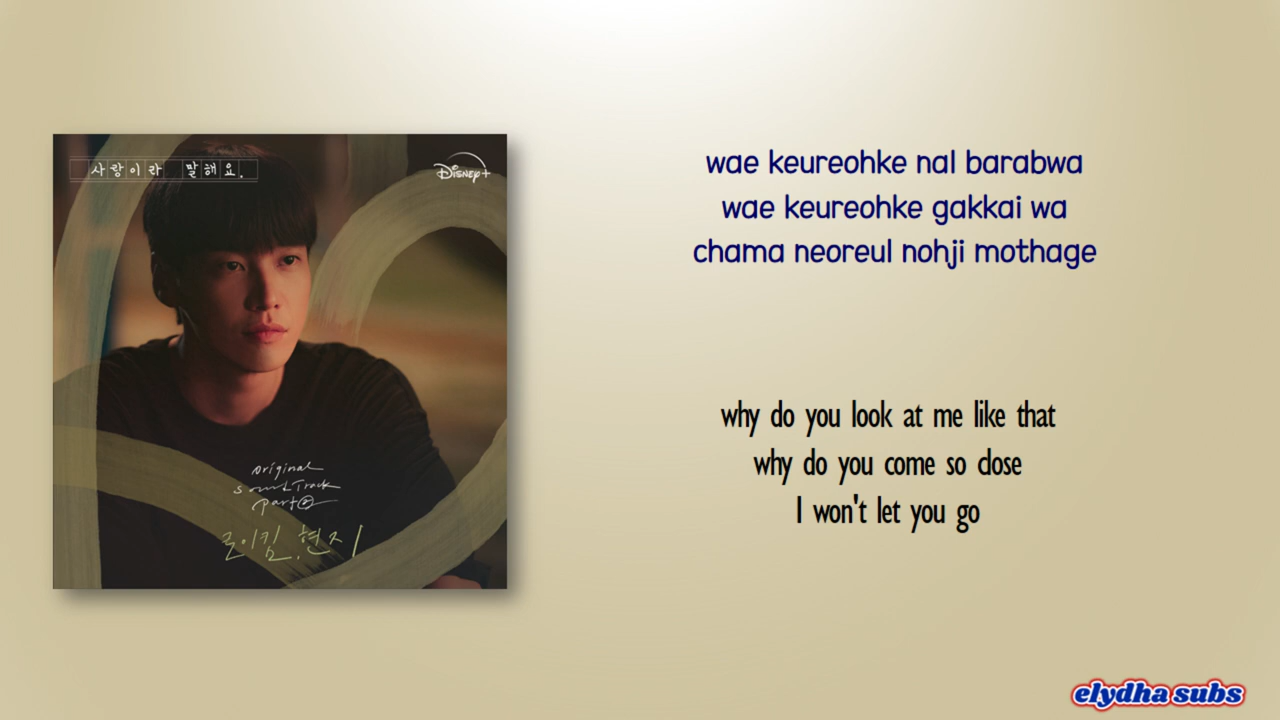 사랑이라 말해요.
Disney+
original
soundTrack
part②
로이킴, 현지
wae keureohke nal barabwa
wae keureohke gakkai wa
chama neoreul nohji mothage
why do you look at me like that
why do you come so close
I won't let you go
elydha subs